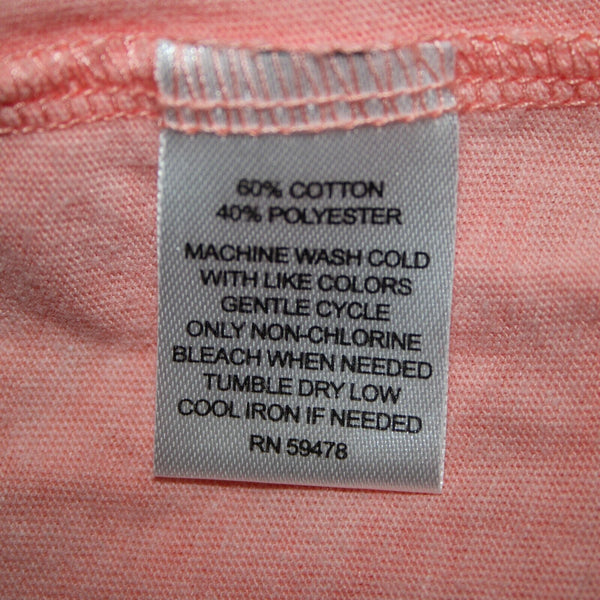 60% COTTON
40% POLYESTER
MACHINE WASH COLD
WITH LIKE COLORS
GENTLE CYCLE
ONLY NON-CHLORINE
BLEACH WHEN NEEDED
TUMBLE DRY LOW
COOL IRON IF NEEDED
RN 59478